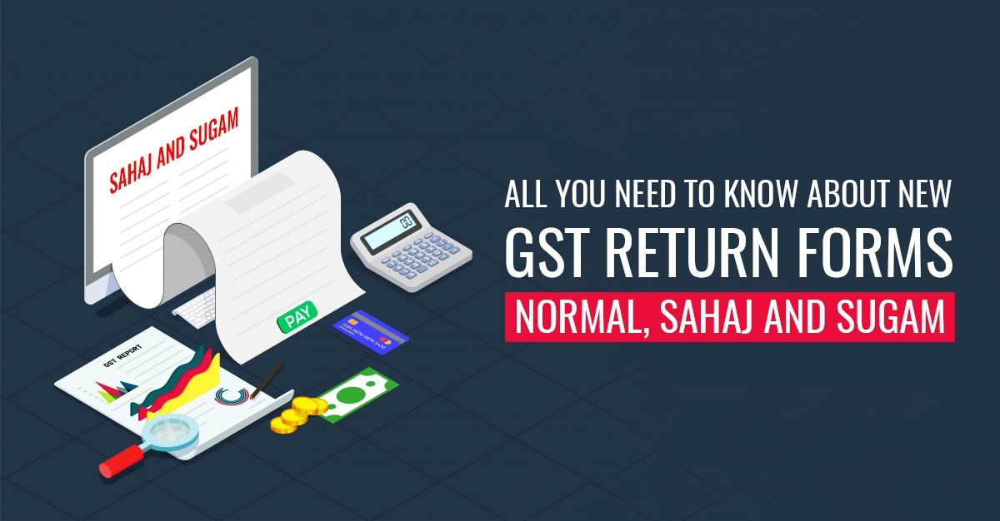 SAHAJ AND SUGAM
00
PAY
GST REPORT
ALL YOU NEED TO KNOW ABOUT NEW
GST RETURN FORMS
NORMAL, SAHAJ AND SUGAM